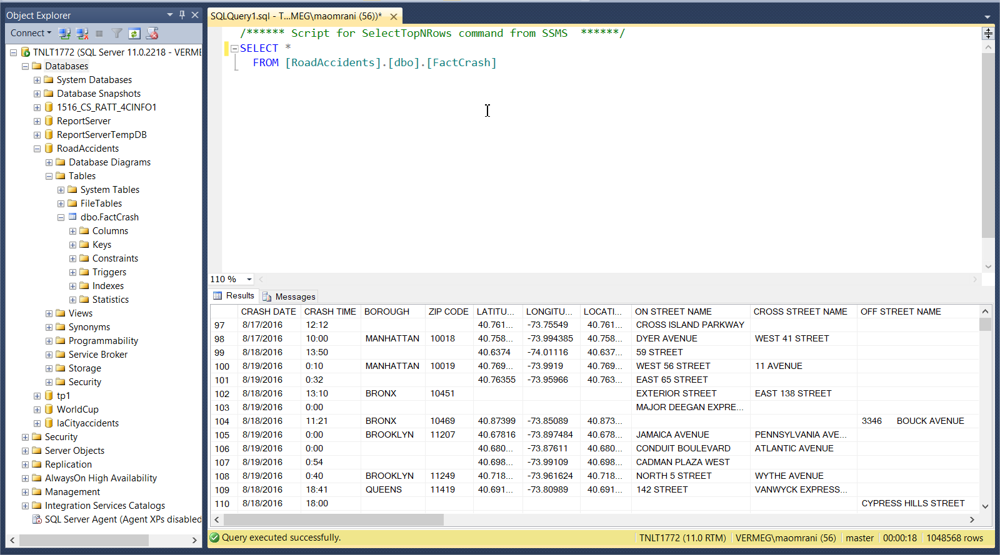 Object Explorer
Connect
TNLT1772 (SQL Server 11.0.2218 - VERME
Databases
System Databases
Database Snapshots
1516_CS_RATT_4CINFO1
ReportServer
ReportServerTempDB
RoadAccidents
Database Diagrams
Tables
System Tables
FileTables
dbo.FactCrash
Columns
Keys
Constraints
Triggers
Indexes
Statistics
Views
Synonyms
Programmability
Service Broker
Storage
Security
tp1
WorldCup
laCityaccidents
Security
Server Objects
Replication
AlwaysOn High Availability
Management
Integration Services Catalogs
SQL Server Agent (Agent XPs disabled
SQLQuery1.sql - T...MEG\maomrani (56))*
/****** Script for SelectTopNRows command from SSMS  ******/
SELECT *
FROM [RoadAccidents].[dbo].[FactCrash]
110 %
Results Messages
CRASH DATE CRASH TIME BOROUGH ZIP CODE LATITU... LONGITU... LOCATI... ON STREET NAME CROSS STREET NAME OFF STREET NAME
97 8/17/2016 12:12 40.761... -73.75549 40.761... CROSS ISLAND PARKWAY
98 8/17/2016 10:00 MANHATTAN 10018 40.758... -73.994385 40.758... DYER AVENUE WEST 41 STREET
99 8/18/2016 13:50 40.6374 -74.01116 40.637... 59 STREET
100 8/19/2016 0:10 MANHATTAN 10019 40.769... -73.9919 40.769... WEST 56 STREET 11 AVENUE
101 8/19/2016 0:32 40.76355 -73.95966 40.763... EAST 65 STREET
102 8/18/2016 13:10 BRONX 10451 EXTERIOR STREET EAST 138 STREET
103 8/19/2016 0:00 MAJOR DEEGAN EXPRE...
104 8/18/2016 11:21 BRONX 10469 40.87399 -73.85089 40.873... 3346 BOUCK AVENUE
105 8/19/2016 0:00 BROOKLYN 11207 40.67816 -73.897484 40.678... JAMAICA AVENUE PENNSYLVANIA AVE...
106 8/19/2016 0:00 40.680... -73.87611 40.680... CONDUIT BOULEVARD ATLANTIC AVENUE
107 8/19/2016 0:54 40.698... -73.99109 40.698... CADMAN PLAZA WEST
108 8/19/2016 0:40 BROOKLYN 11249 40.718... -73.961624 40.718... NORTH 5 STREET WYTHE AVENUE
109 8/18/2016 18:41 QUEENS 11419 40.691... -73.80989 40.691... 142 STREET VANWYCK EXPRESS...
110 8/18/2016 18:00 CYPRESS HILLS STREET
Query executed successfully. TNLT1772 (11.0 RTM) VERMEG\maomrani (56) master 00:00:18 1048568 rows